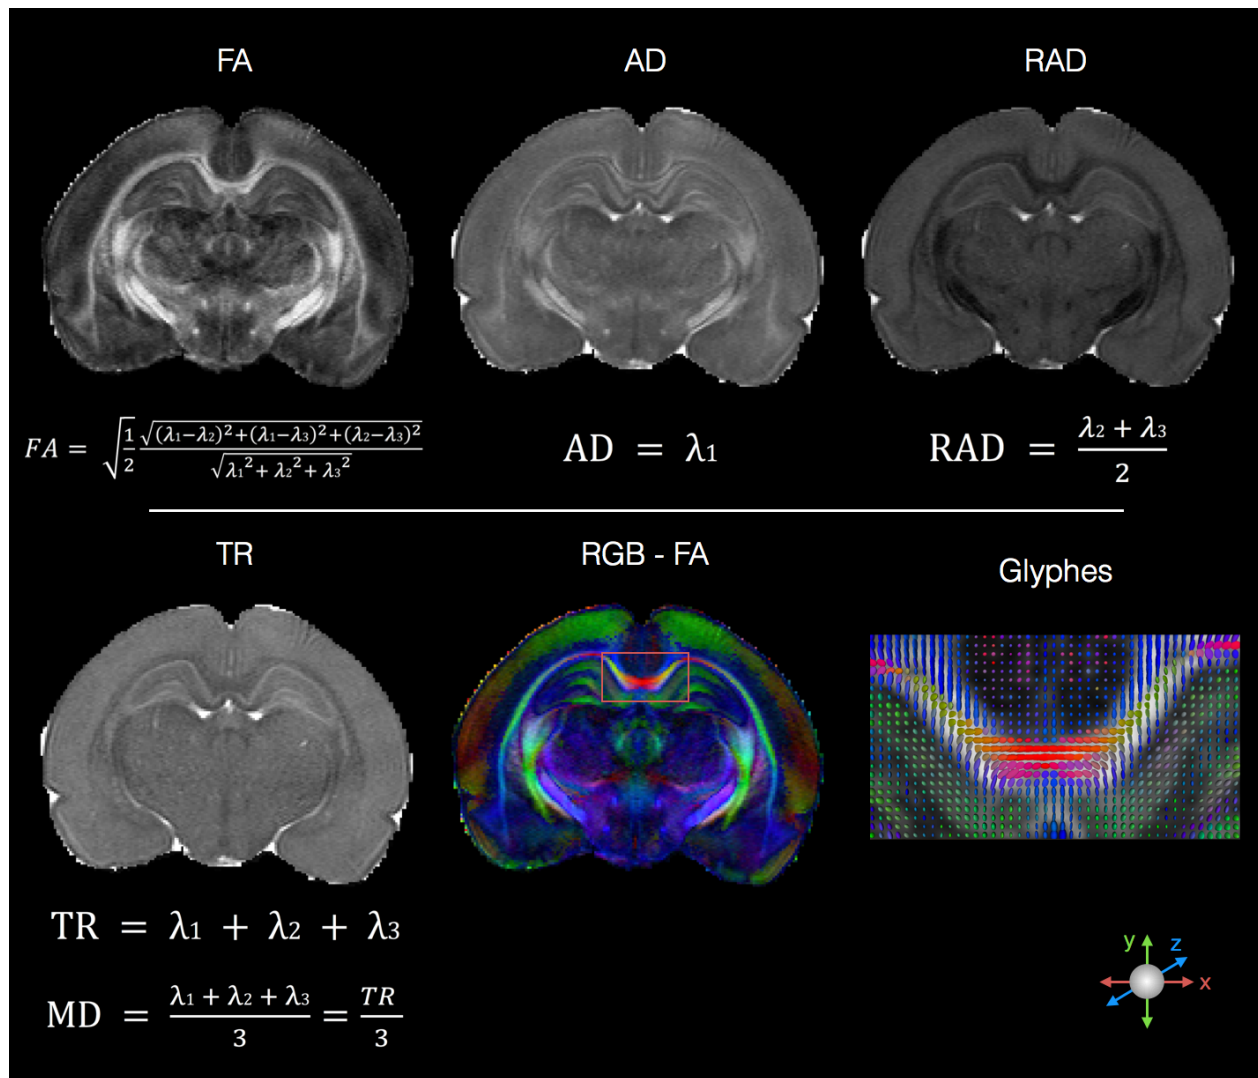 FA
AD
RAD
FA = √(1/2) √((λ₁−λ₂)²+(λ₁−λ₃)²+(λ₂−λ₃)²) / √(λ₁²+ λ₂²+ λ₃²)
AD = λ₁
RAD = (λ₂ + λ₃) / 2
TR
RGB - FA
Glyphes
TR = λ₁ + λ₂ + λ₃
MD = (λ₁ + λ₂ + λ₃) / 3 = TR / 3
y
z
x